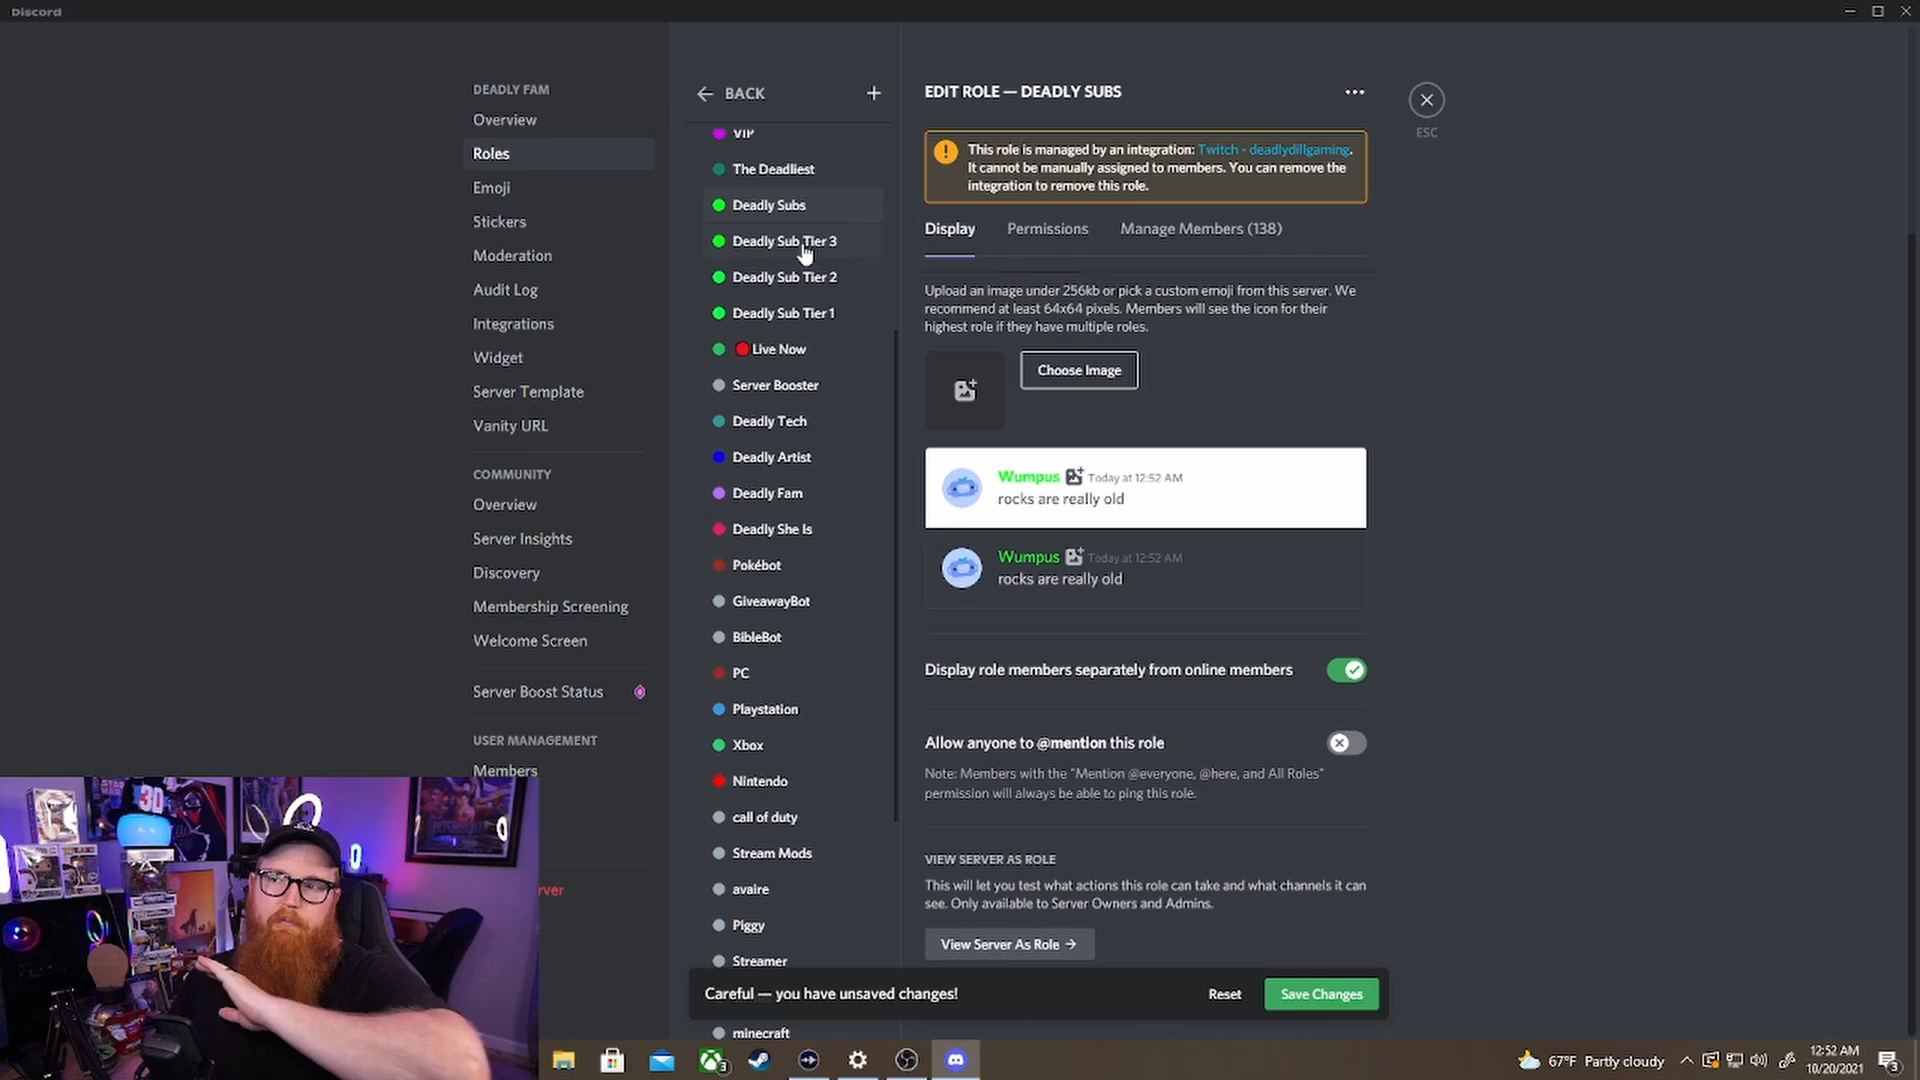 Discord
DEADLY FAM
Overview
Roles
Emoji
Stickers
Moderation
Audit Log
Integrations
Widget
Server Template
Vanity URL
COMMUNITY
Overview
Server Insights
Discovery
Membership Screening
Welcome Screen
Server Boost Status
USER MANAGEMENT
Members
erver
BACK
VIP
The Deadliest
Deadly Subs
Deadly Sub Tier 3
Deadly Sub Tier 2
Deadly Sub Tier 1
Live Now
Server Booster
Deadly Tech
Deadly Artist
Deadly Fam
Deadly She Is
Pokébot
GiveawayBot
BibleBot
PC
Playstation
Xbox
Nintendo
call of duty
Stream Mods
avaire
Piggy
Streamer
minecraft
EDIT ROLE — DEADLY SUBS
ESC
This role is managed by an integration: Twitch - deadlydillgaming.
It cannot be manually assigned to members. You can remove the
integration to remove this role.
Display Permissions Manage Members (138)
Upload an image under 256kb or pick a custom emoji from this server. We
recommend at least 64x64 pixels. Members will see the icon for their
highest role if they have multiple roles.
Choose Image
Wumpus Today at 12:52 AM
rocks are really old
Wumpus Today at 12:52 AM
rocks are really old
Display role members separately from online members
Allow anyone to @mention this role
Note: Members with the "Mention @everyone, @here, and All Roles"
permission will always be able to ping this role.
VIEW SERVER AS ROLE
This will let you test what actions this role can take and what channels it can
see. Only available to Server Owners and Admins.
View Server As Role →
Careful — you have unsaved changes!
Reset
Save Changes
3D
3
67°F Partly cloudy
12:52 AM
10/20/2021
3